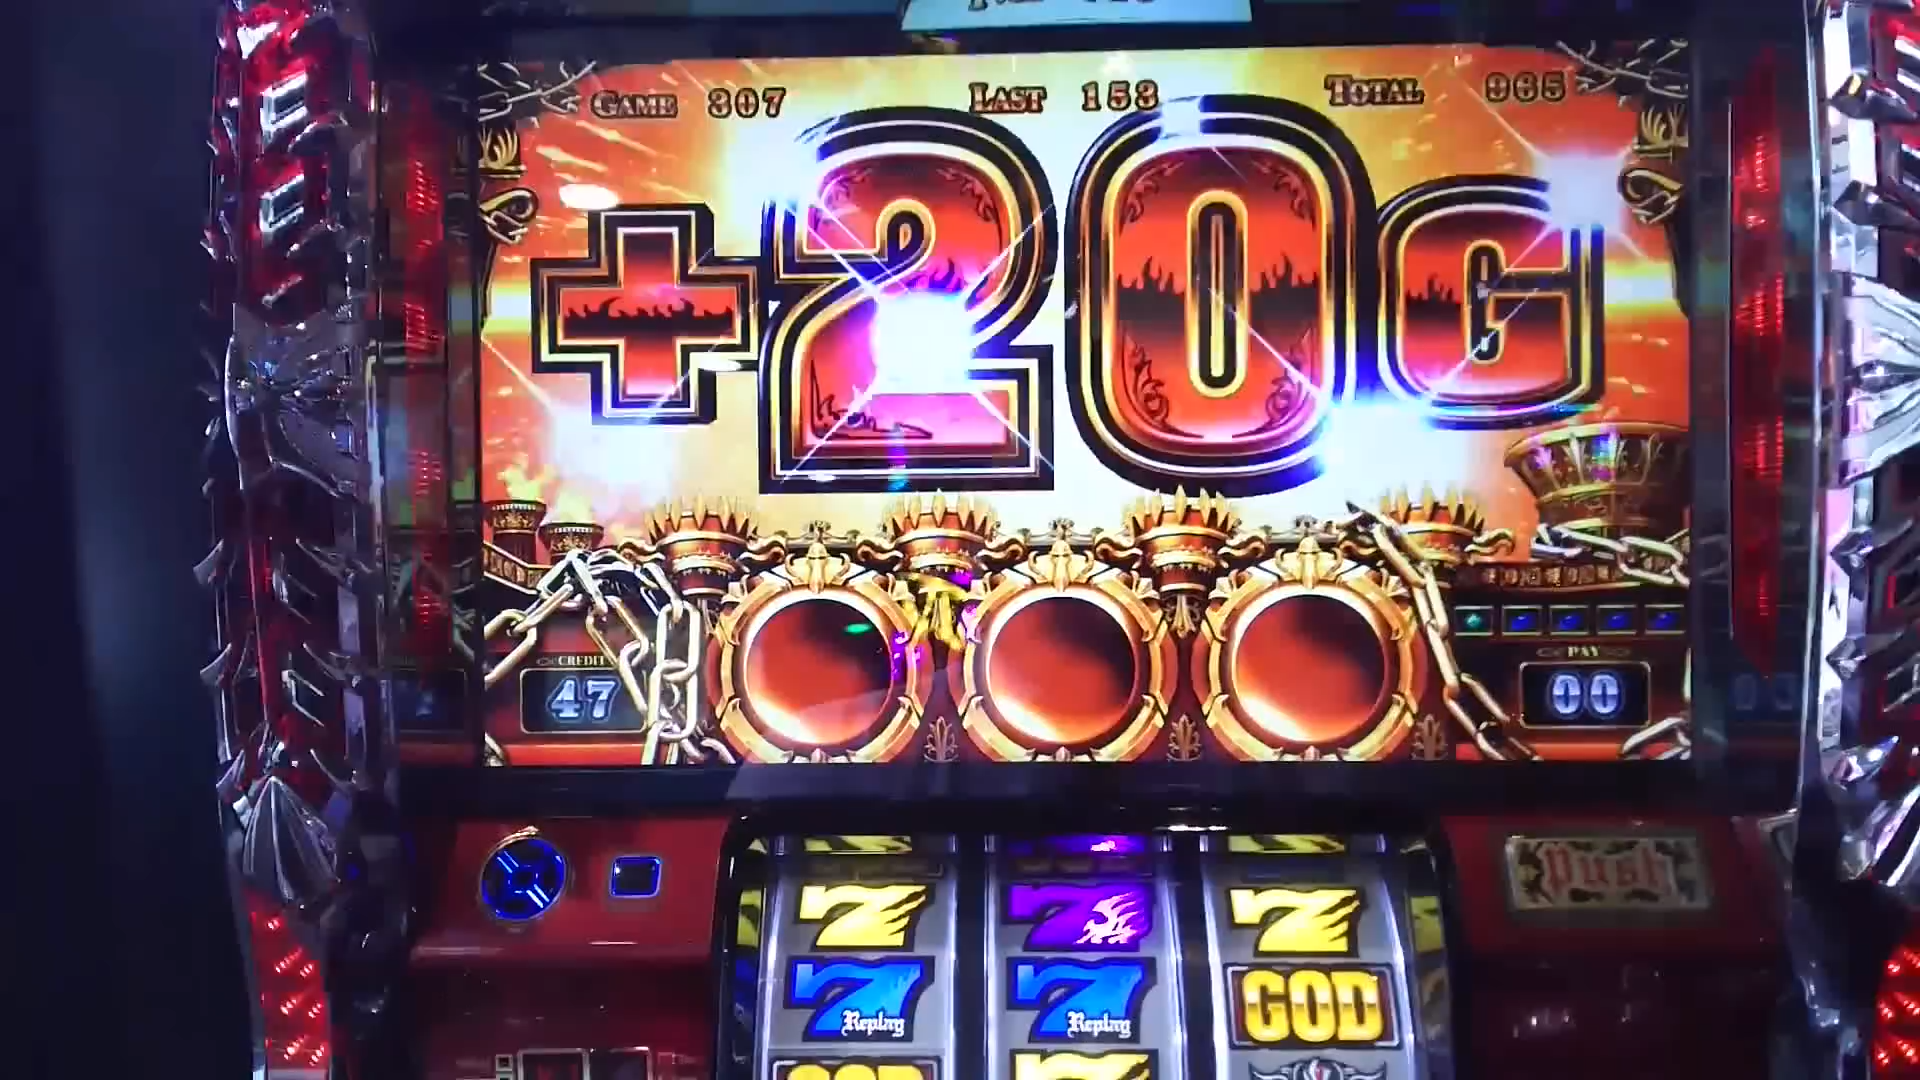 GAME 307 LAST 153 TOTAL 965
+20G
CREDIT
47
PAY
00
Push
7 7 7
7 Replay 7 Replay GOD